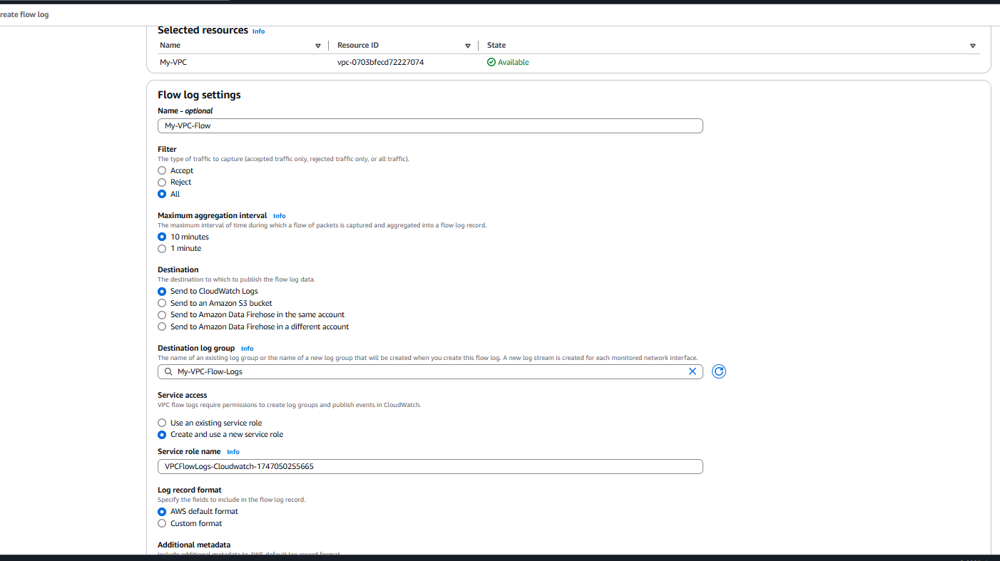 reate flow log
Selected resources Info
Name Resource ID State
My-VPC vpc-0703bfecd72227074 Available
Flow log settings
Name - optional
My-VPC-Flow
Filter
The type of traffic to capture (accepted traffic only, rejected traffic only, or all traffic).
Accept
Reject
All
Maximum aggregation interval Info
The maximum interval of time during which a flow of packets is captured and aggregated into a flow log record.
10 minutes
1 minute
Destination
The destination to which to publish the flow log data.
Send to CloudWatch Logs
Send to an Amazon S3 bucket
Send to Amazon Data Firehose in the same account
Send to Amazon Data Firehose in a different account
Destination log group Info
The name of an existing log group or the name of a new log group that will be created when you create this flow log. A new log stream is created for each monitored network interface.
My-VPC-Flow-Logs
Service access
VPC flow logs require permissions to create log groups and publish events in CloudWatch.
Use an existing service role
Create and use a new service role
Service role name Info
VPCFlowLogs-Cloudwatch-1747050255665
Log record format
Specify the fields to include in the flow log record.
AWS default format
Custom format
Additional metadata
Include additional metadata to AWS default log record format.